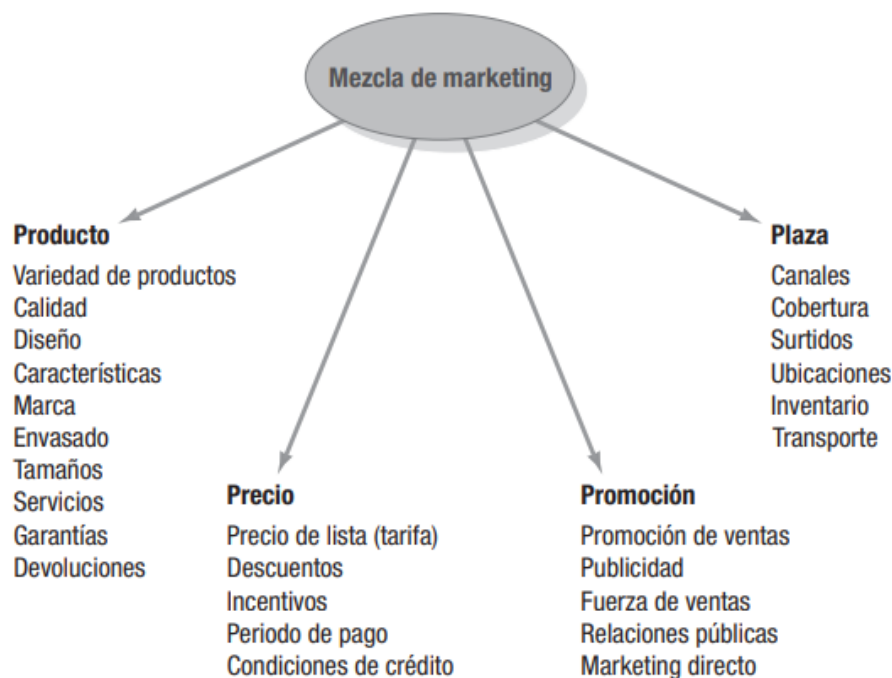 Mezcla de marketing
Producto
Variedad de productos
Calidad
Diseño
Características
Marca
Envasado
Tamaños
Servicios
Garantías
Devoluciones
Precio
Precio de lista (tarifa)
Descuentos
Incentivos
Periodo de pago
Condiciones de crédito
Promoción
Promoción de ventas
Publicidad
Fuerza de ventas
Relaciones públicas
Marketing directo
Plaza
Canales
Cobertura
Surtidos
Ubicaciones
Inventario
Transporte